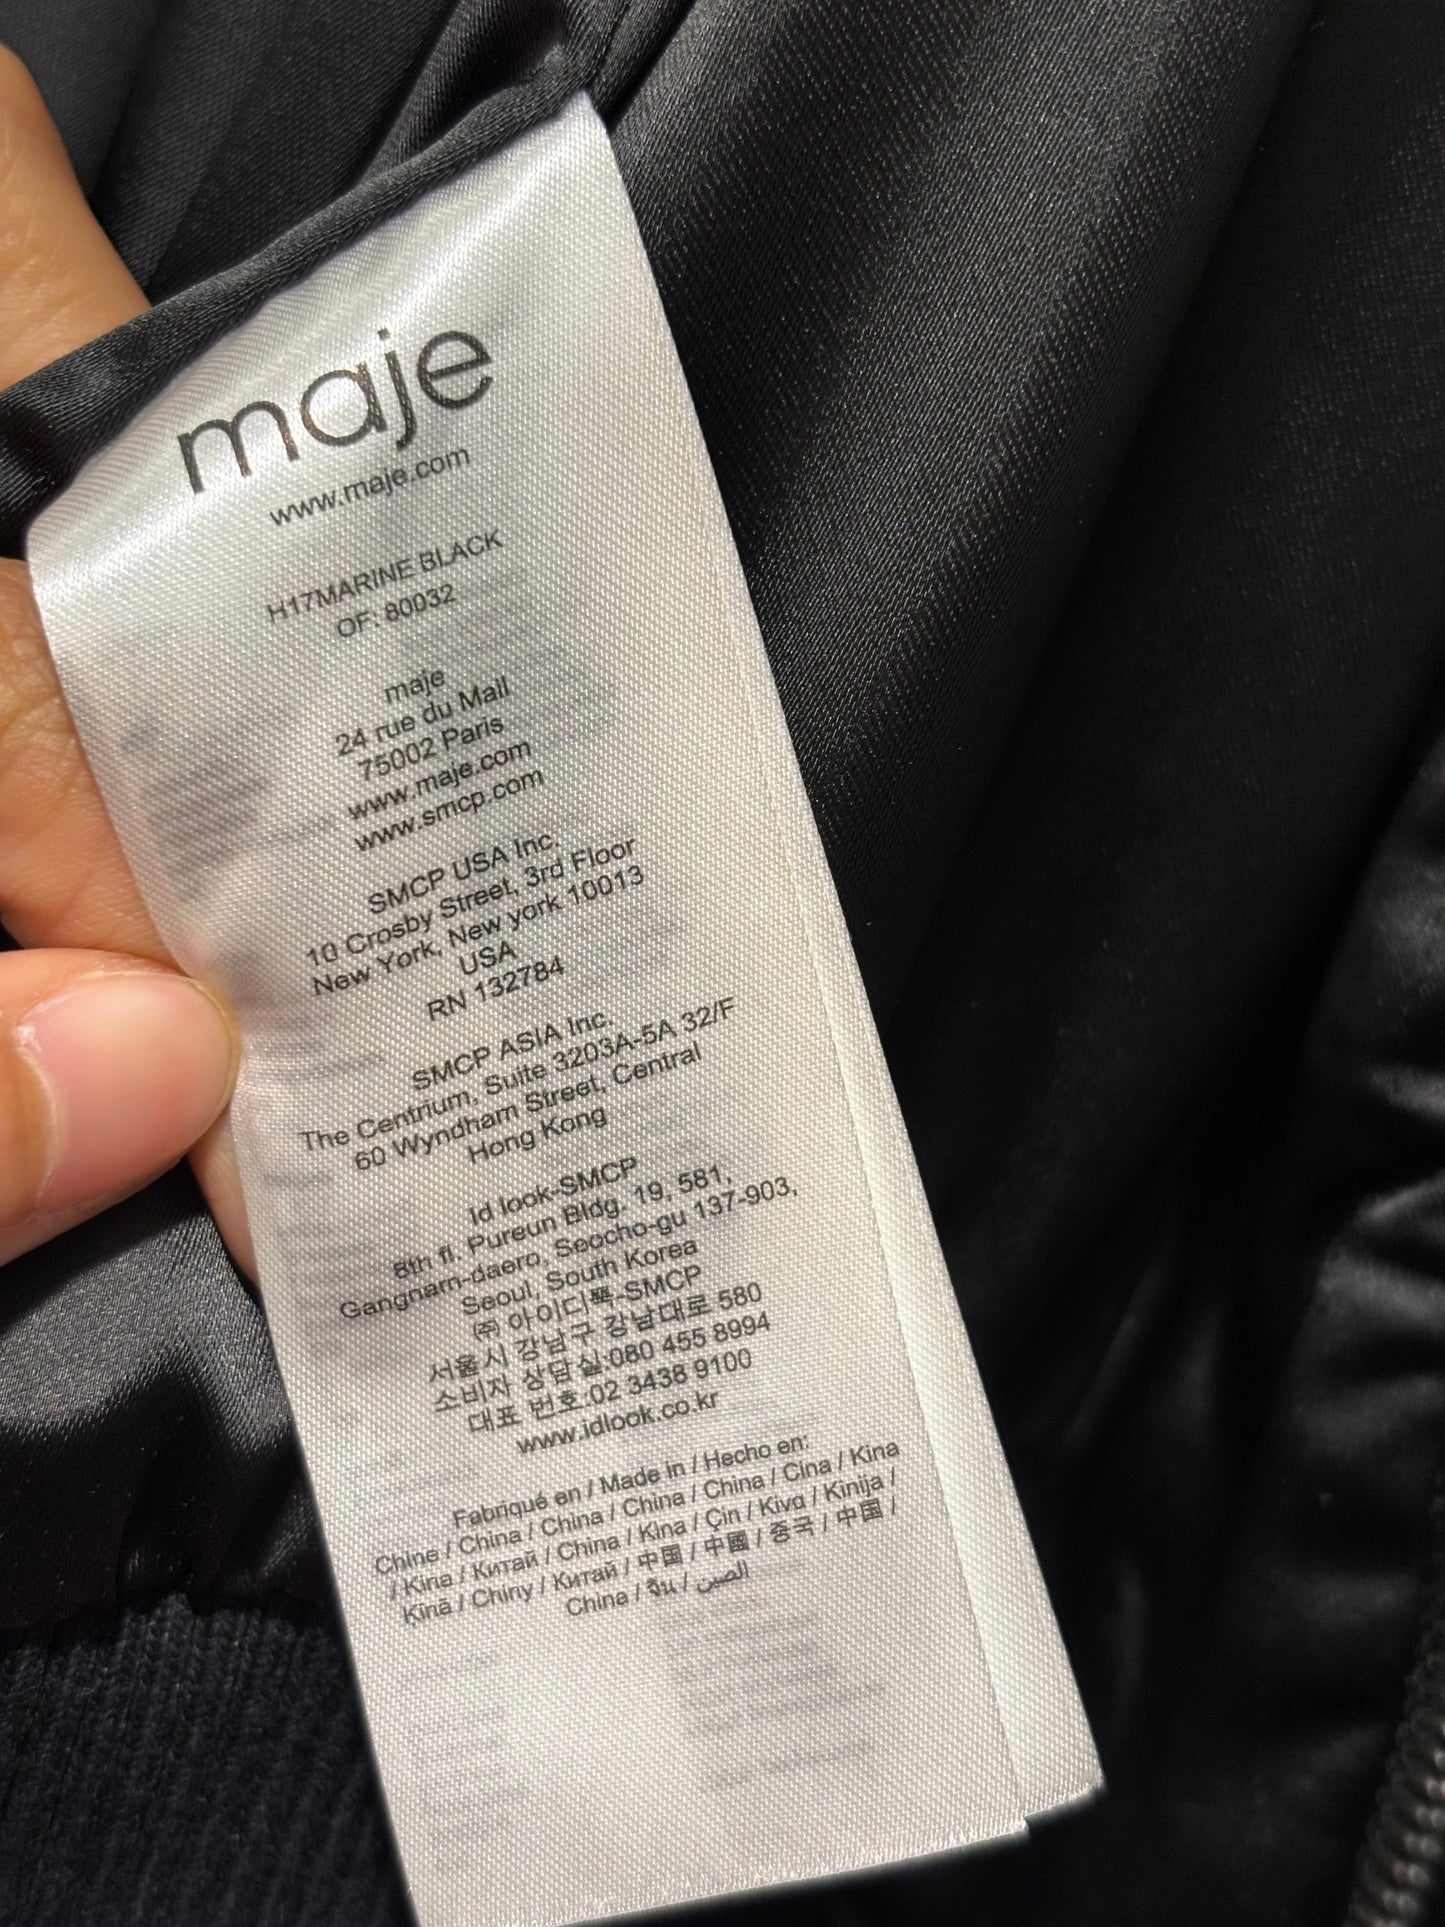 maje
www.maje.com
H17MARINE BLACK
OF: 80032
maje
24 rue du Mail
75002 Paris
www.maje.com
www.smcp.com
SMCP USA Inc.
10 Crosby Street, 3rd Floor
New York, New york 10013
USA
RN 132784
SMCP ASIA Inc.
The Centrium, Suite 3203A-5A 32/F
60 Wyndham Street, Central
Hong Kong
Id look-SMCP
8th fl. Pureun Bldg. 19, 581,
Gangnam-daero, Seocho-gu 137-903,
Seoul, South Korea
㈜ 아이디룩-SMCP
서울시 강남구 강남대로 580
소비자 상담실:080 455 8994
대표 번호:02 3438 9100
www.idlook.co.kr
Fabriqué en / Made in / Hecho en:
Chine / China / China / China / China / Cina / Kina
/ Kina / Китай / China / Kina / Çin / Kίνα / Kinija /
Ķīnā / Chiny / Китай / 中国 / 中國 / 중국 / 中国 /
China / จีน / الصين